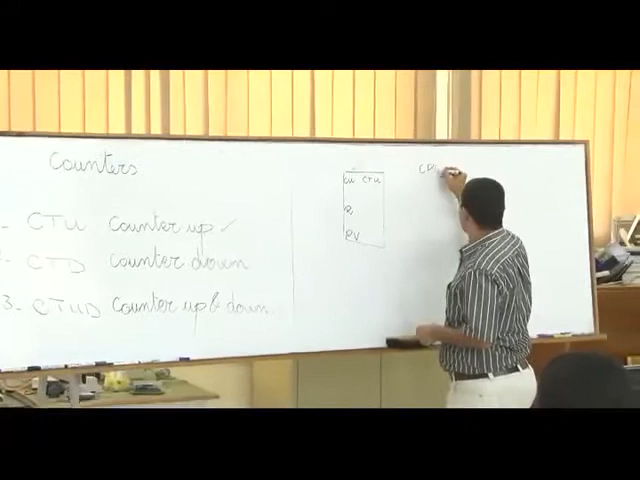 Counters
CTU Counter up ✓
CTD Counter down
3. CTUD Counter up & down
CU CTU
R
PV